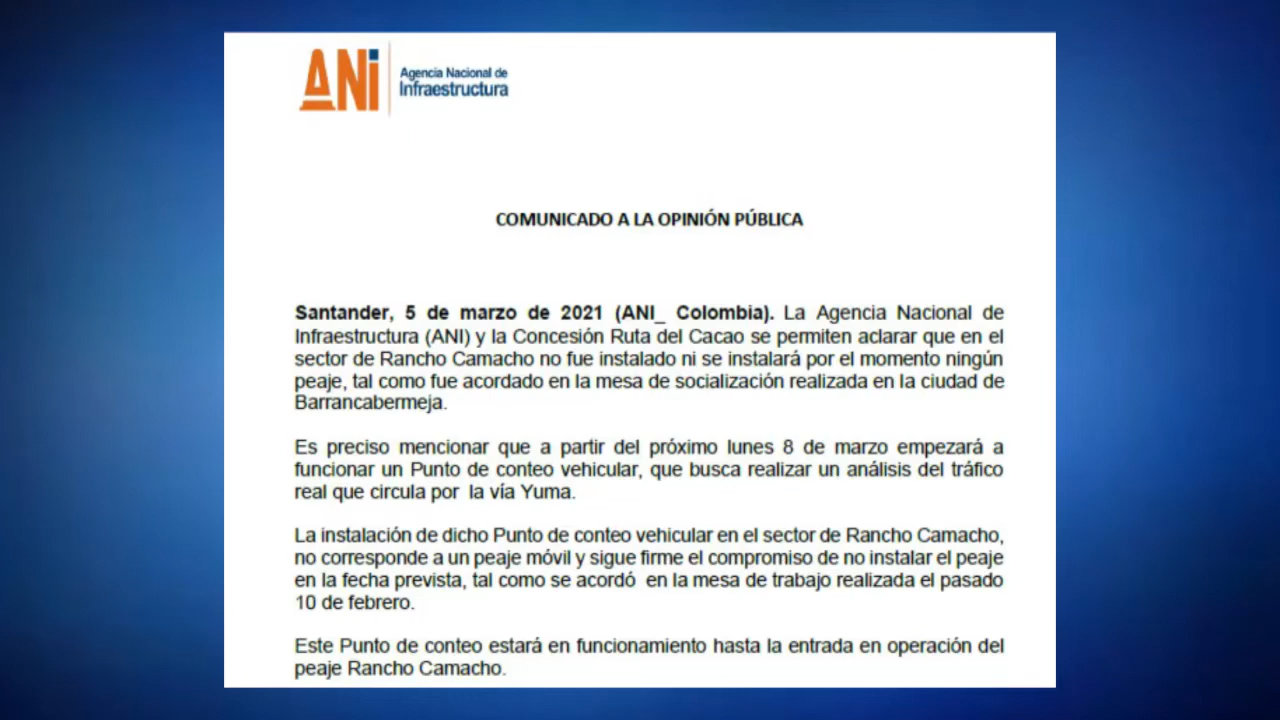 ANi
Agencia Nacional de
Infraestructura
COMUNICADO A LA OPINIÓN PÚBLICA
Santander, 5 de marzo de 2021 (ANI_ Colombia). La Agencia Nacional de
Infraestructura (ANI) y la Concesión Ruta del Cacao se permiten aclarar que en el
sector de Rancho Camacho no fue instalado ni se instalará por el momento ningún
peaje, tal como fue acordado en la mesa de socialización realizada en la ciudad de
Barrancabermeja.
Es preciso mencionar que a partir del próximo lunes 8 de marzo empezará a
funcionar un Punto de conteo vehicular, que busca realizar un análisis del tráfico
real que circula por la vía Yuma.
La instalación de dicho Punto de conteo vehicular en el sector de Rancho Camacho,
no corresponde a un peaje móvil y sigue firme el compromiso de no instalar el peaje
en la fecha prevista, tal como se acordó en la mesa de trabajo realizada el pasado
10 de febrero.
Este Punto de conteo estará en funcionamiento hasta la entrada en operación del
peaje Rancho Camacho.